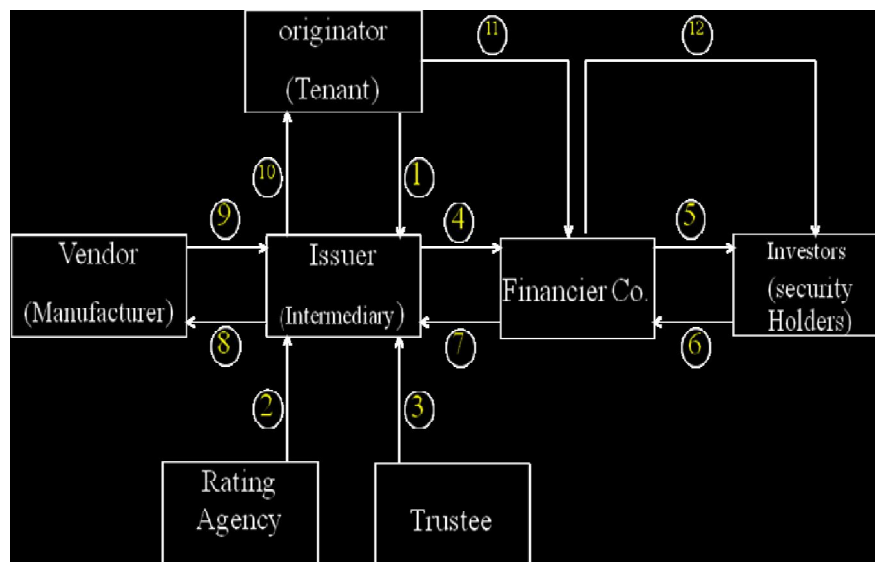 originator
(Tenant)
11
12
10
1
9
4
5
Vendor
(Manufacturer)
Issuer
(Intermediary)
Financier Co.
Investors
(security
Holders)
8
7
6
2
3
Rating
Agency
Trustee